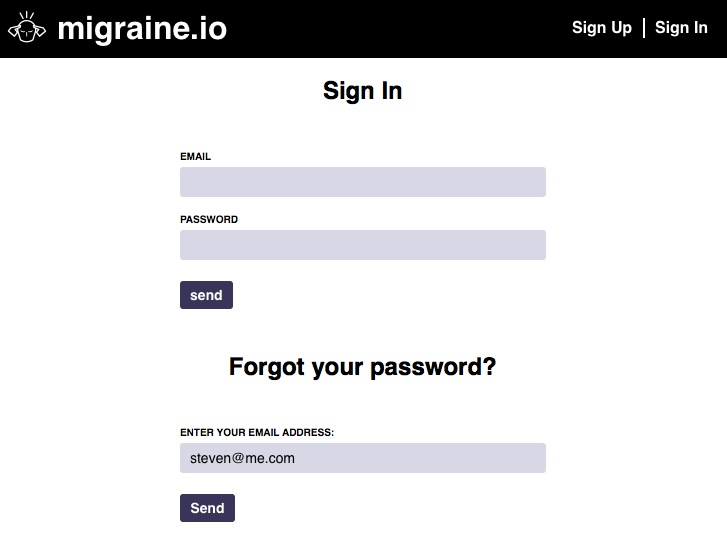 migraine.io
Sign Up | Sign In
Sign In
EMAIL
PASSWORD
send
Forgot your password?
ENTER YOUR EMAIL ADDRESS:
steven@me.com
Send